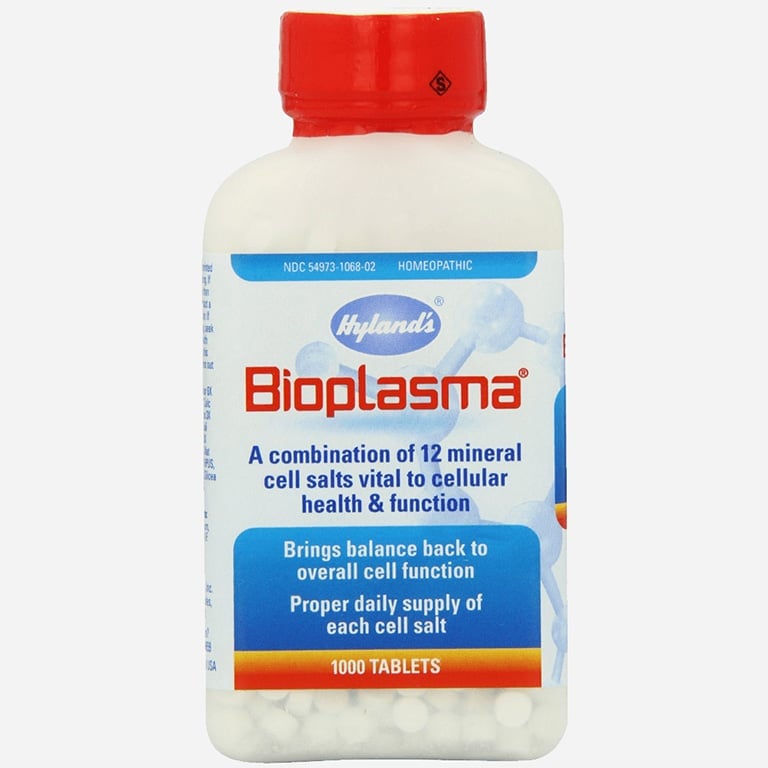 S
NDC 54973-1068-02 HOMEOPATHIC
Hyland's®
Bioplasma®
A combination of 12 mineral
cell salts vital to cellular
health & function
Brings balance back to
overall cell function
Proper daily supply of
each cell salt
1000 TABLETS
USA